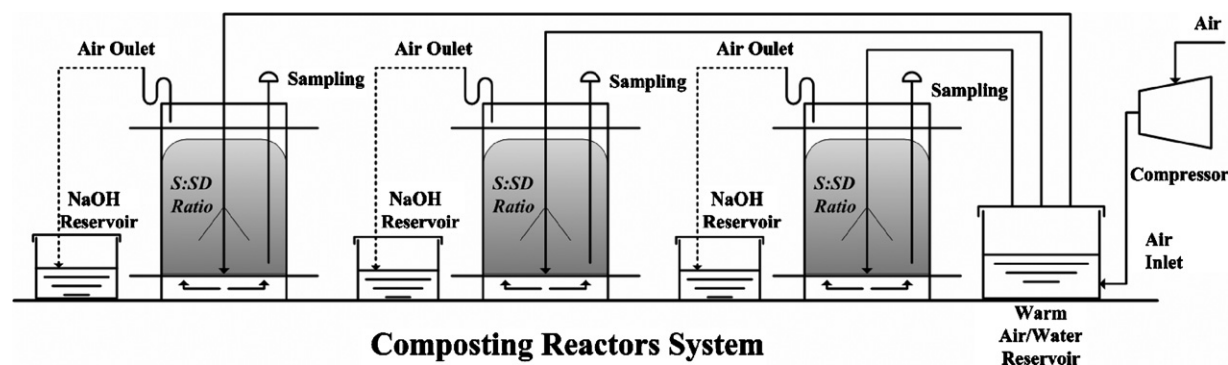 Air Oulet
Sampling
S:SD
Ratio
NaOH
Reservoir
Air Oulet
Sampling
S:SD
Ratio
NaOH
Reservoir
Air Oulet
Sampling
S:SD
Ratio
NaOH
Reservoir
Air
Compressor
Air
Inlet
Warm
Air/Water
Reservoir
Composting Reactors System